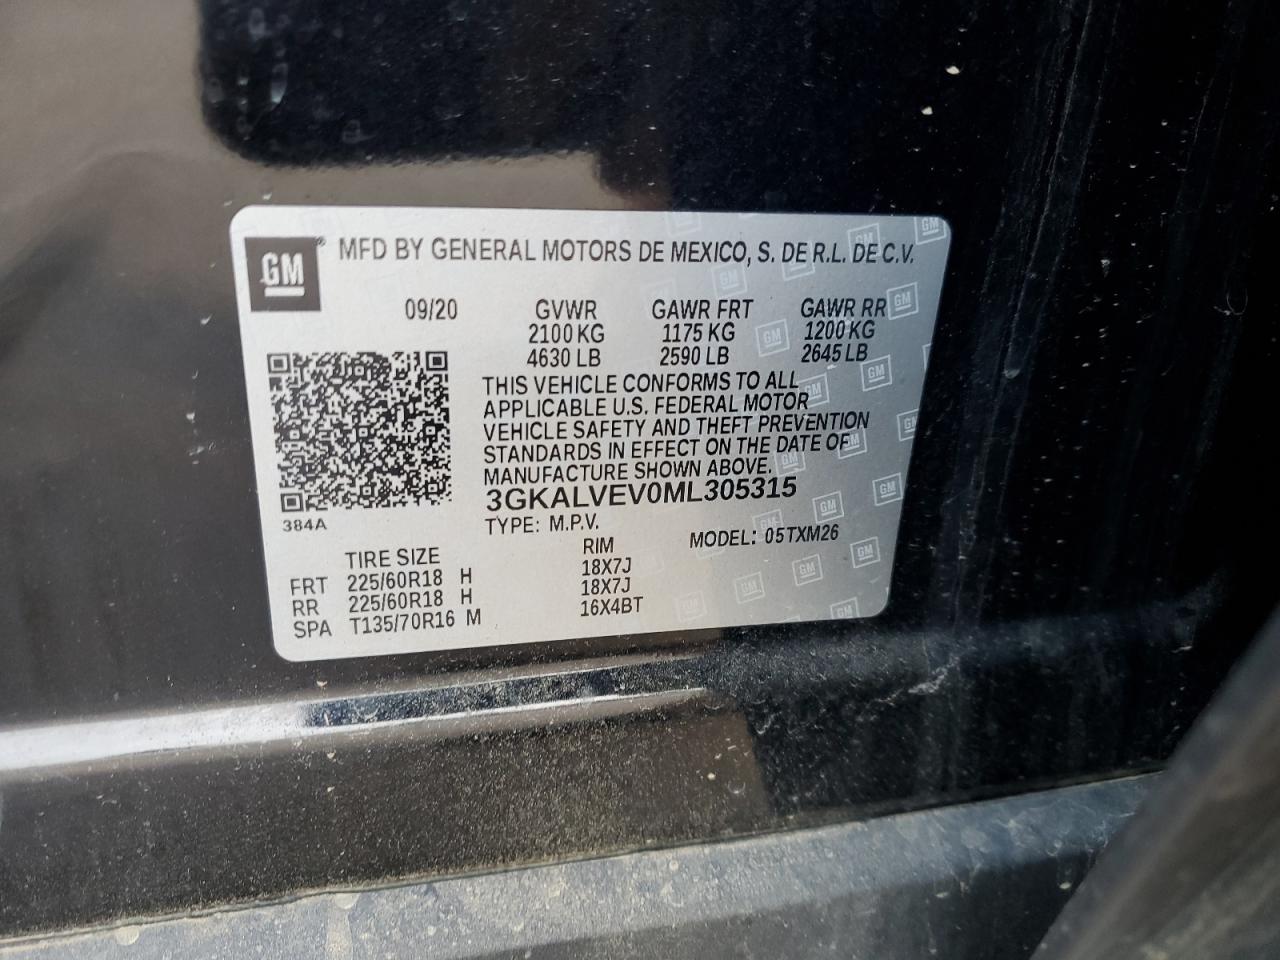 GM ® MFD BY GENERAL MOTORS DE MEXICO, S. DE R.L. DE C.V.
09/20 GVWR GAWR FRT GAWR RR
2100 KG 1175 KG 1200 KG
4630 LB 2590 LB 2645 LB
THIS VEHICLE CONFORMS TO ALL
APPLICABLE U.S. FEDERAL MOTOR
VEHICLE SAFETY AND THEFT PREVENTION
STANDARDS IN EFFECT ON THE DATE OF
MANUFACTURE SHOWN ABOVE.
3GKALVEV0ML305315
384A
TYPE: M.P.V. MODEL: 05TXM26
TIRE SIZE RIM
FRT 225/60R18 H 18X7J
RR 225/60R18 H 18X7J
SPA T135/70R16 M 16X4BT